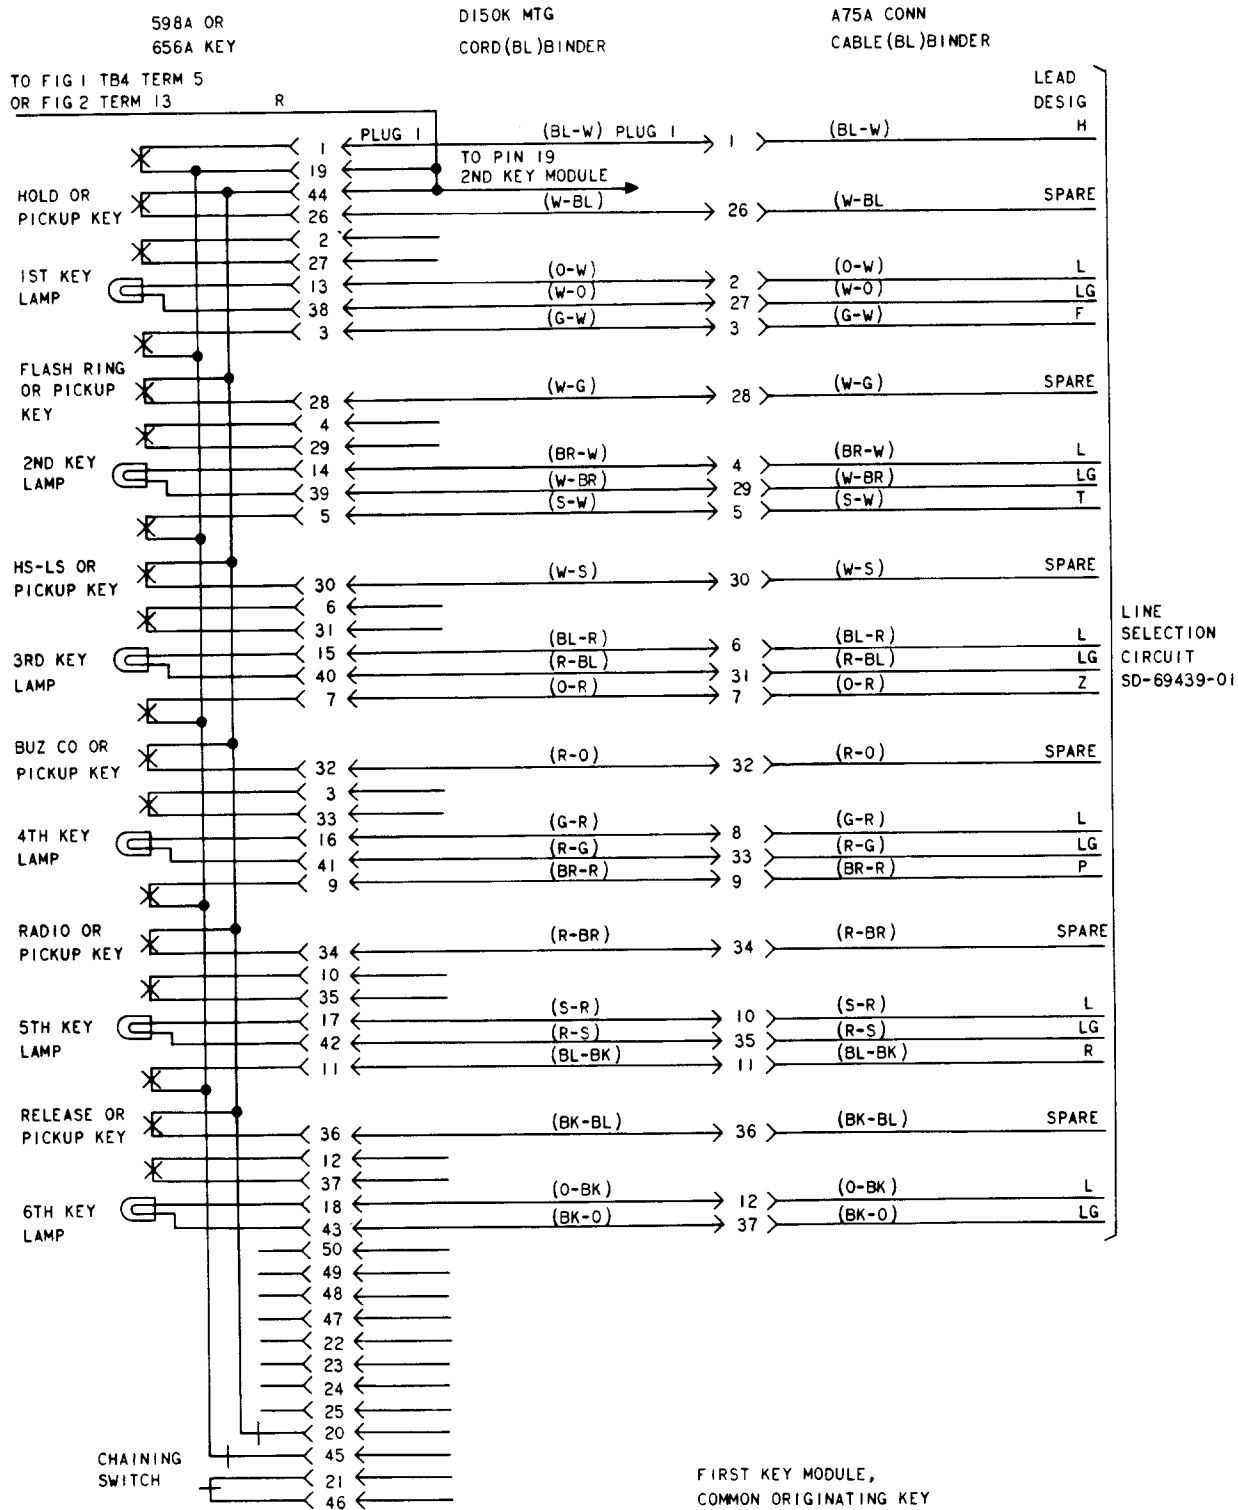 598A OR
656A KEY
D150K MTG
CORD(BL)BINDER
A75A CONN
CABLE(BL)BINDER
TO FIG 1 TB4 TERM 5
OR FIG 2 TERM 13 R
LEAD
DESIG
1 PLUG 1 (BL-W) PLUG 1 1 (BL-W) H
19
TO PIN 19
2ND KEY MODULE
44
HOLD OR
PICKUP KEY
26 (W-BL) 26 (W-BL SPARE
2
27
1ST KEY
LAMP
13 (O-W) 2 (O-W) L
38 (W-O) 27 (W-O) LG
3 (G-W) 3 (G-W) F
FLASH RING
OR PICKUP
KEY
28 (W-G) 28 (W-G) SPARE
4
29
2ND KEY
LAMP
14 (BR-W) 4 (BR-W) L
39 (W-BR) 29 (W-BR) LG
5 (S-W) 5 (S-W) T
HS-LS OR
PICKUP KEY
30 (W-S) 30 (W-S) SPARE
6
31
3RD KEY
LAMP
15 (BL-R) 6 (BL-R) L
40 (R-BL) 31 (R-BL) LG
7 (O-R) 7 (O-R) Z
LINE
SELECTION
CIRCUIT
SD-69439-01
BUZ CO OR
PICKUP KEY
32 (R-O) 32 (R-O) SPARE
3
33
4TH KEY
LAMP
16 (G-R) 8 (G-R) L
41 (R-G) 33 (R-G) LG
9 (BR-R) 9 (BR-R) P
RADIO OR
PICKUP KEY
34 (R-BR) 34 (R-BR) SPARE
10
35
5TH KEY
LAMP
17 (S-R) 10 (S-R) L
42 (R-S) 35 (R-S) LG
11 (BL-BK) 11 (BL-BK) R
RELEASE OR
PICKUP KEY
36 (BK-BL) 36 (BK-BL) SPARE
12
37
6TH KEY
LAMP
18 (O-BK) 12 (O-BK) L
43 (BK-O) 37 (BK-O) LG
50
49
48
47
22
23
24
25
20
45
CHAINING
SWITCH
21
46
FIRST KEY MODULE,
COMMON ORIGINATING KEY